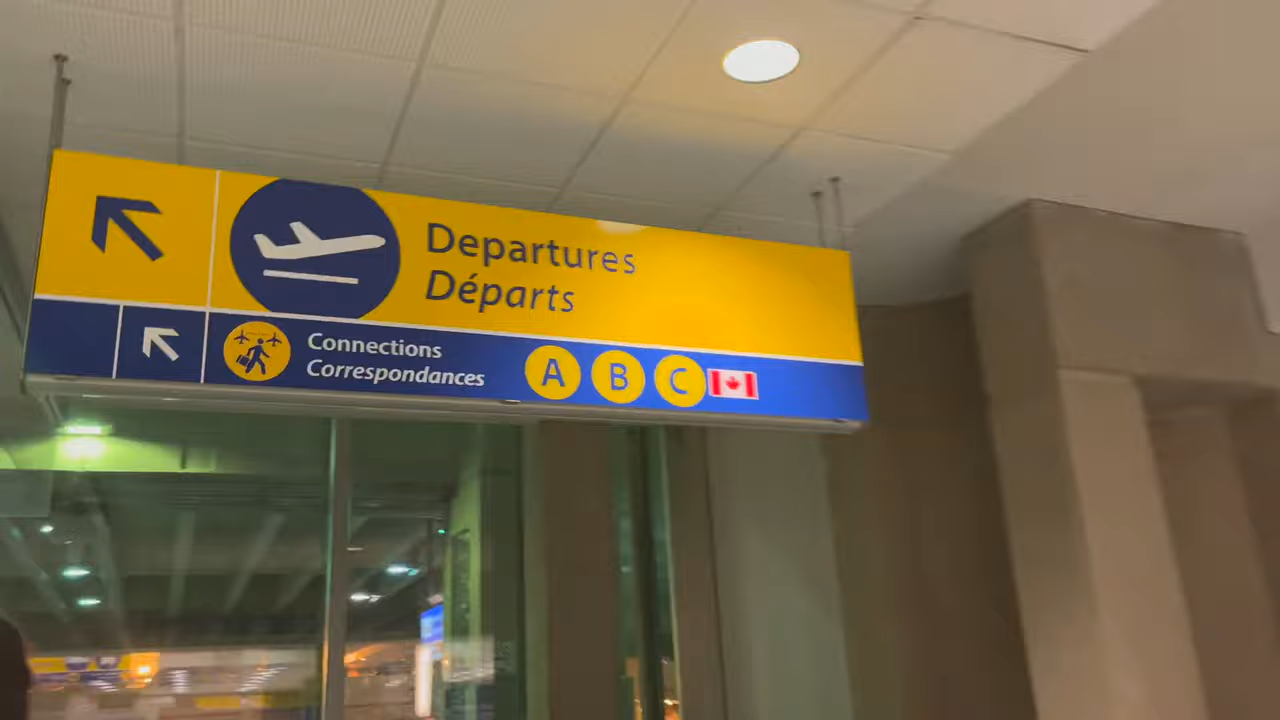 Departures
Départs
Connections
Correspondances
A B C